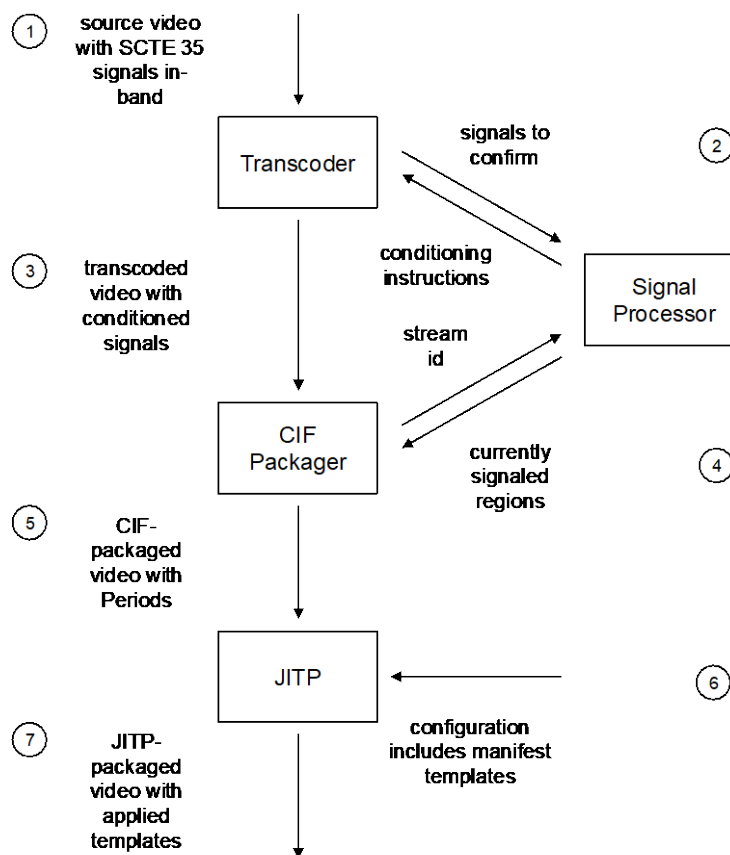 1
source video
with SCTE 35
signals in-
band
Transcoder
signals to
confirm
2
conditioning
instructions
3
transcoded
video with
conditioned
signals
Signal
Processor
stream
id
CIF
Packager
currently
signaled
regions
4
5
CIF-
packaged
video with
Periods
JITP
6
configuration
includes manifest
templates
7
JITP-
packaged
video with
applied
templates